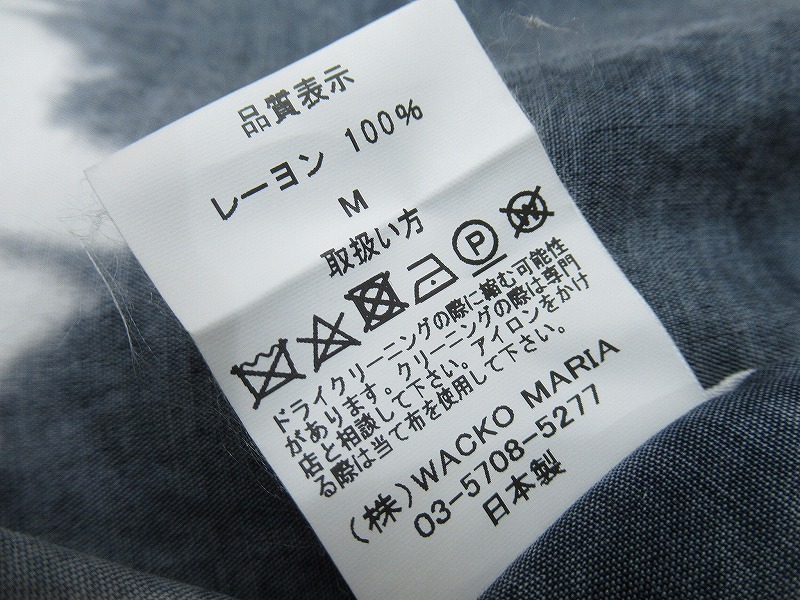 品質表示
レーヨン 100%
M
取扱い方
P W
ドライクリーニングの際に縮む可能性
があります。クリーニングの際は専門
店と相談して下さい。アイロンをかけ
る際は当て布を使用して下さい。
(株)WACKO MARIA
03-5708-5277
日本製